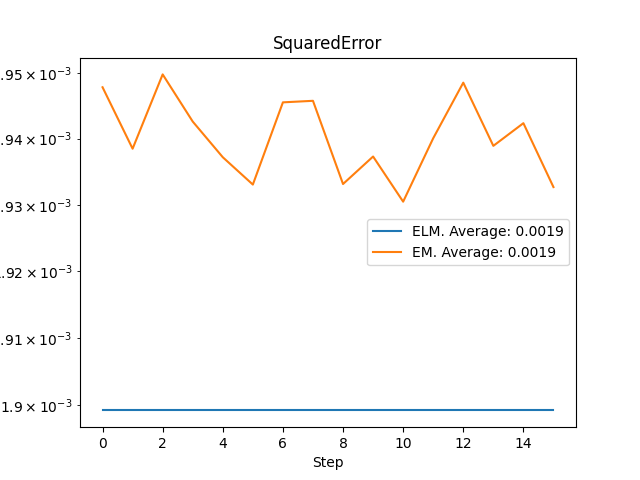 SquaredError
.95 × 10⁻³
.94 × 10⁻³
.93 × 10⁻³
.92 × 10⁻³
.91 × 10⁻³
1.9 × 10⁻³
ELM. Average: 0.0019
EM. Average: 0.0019
0 2 4 6 8 10 12 14
Step